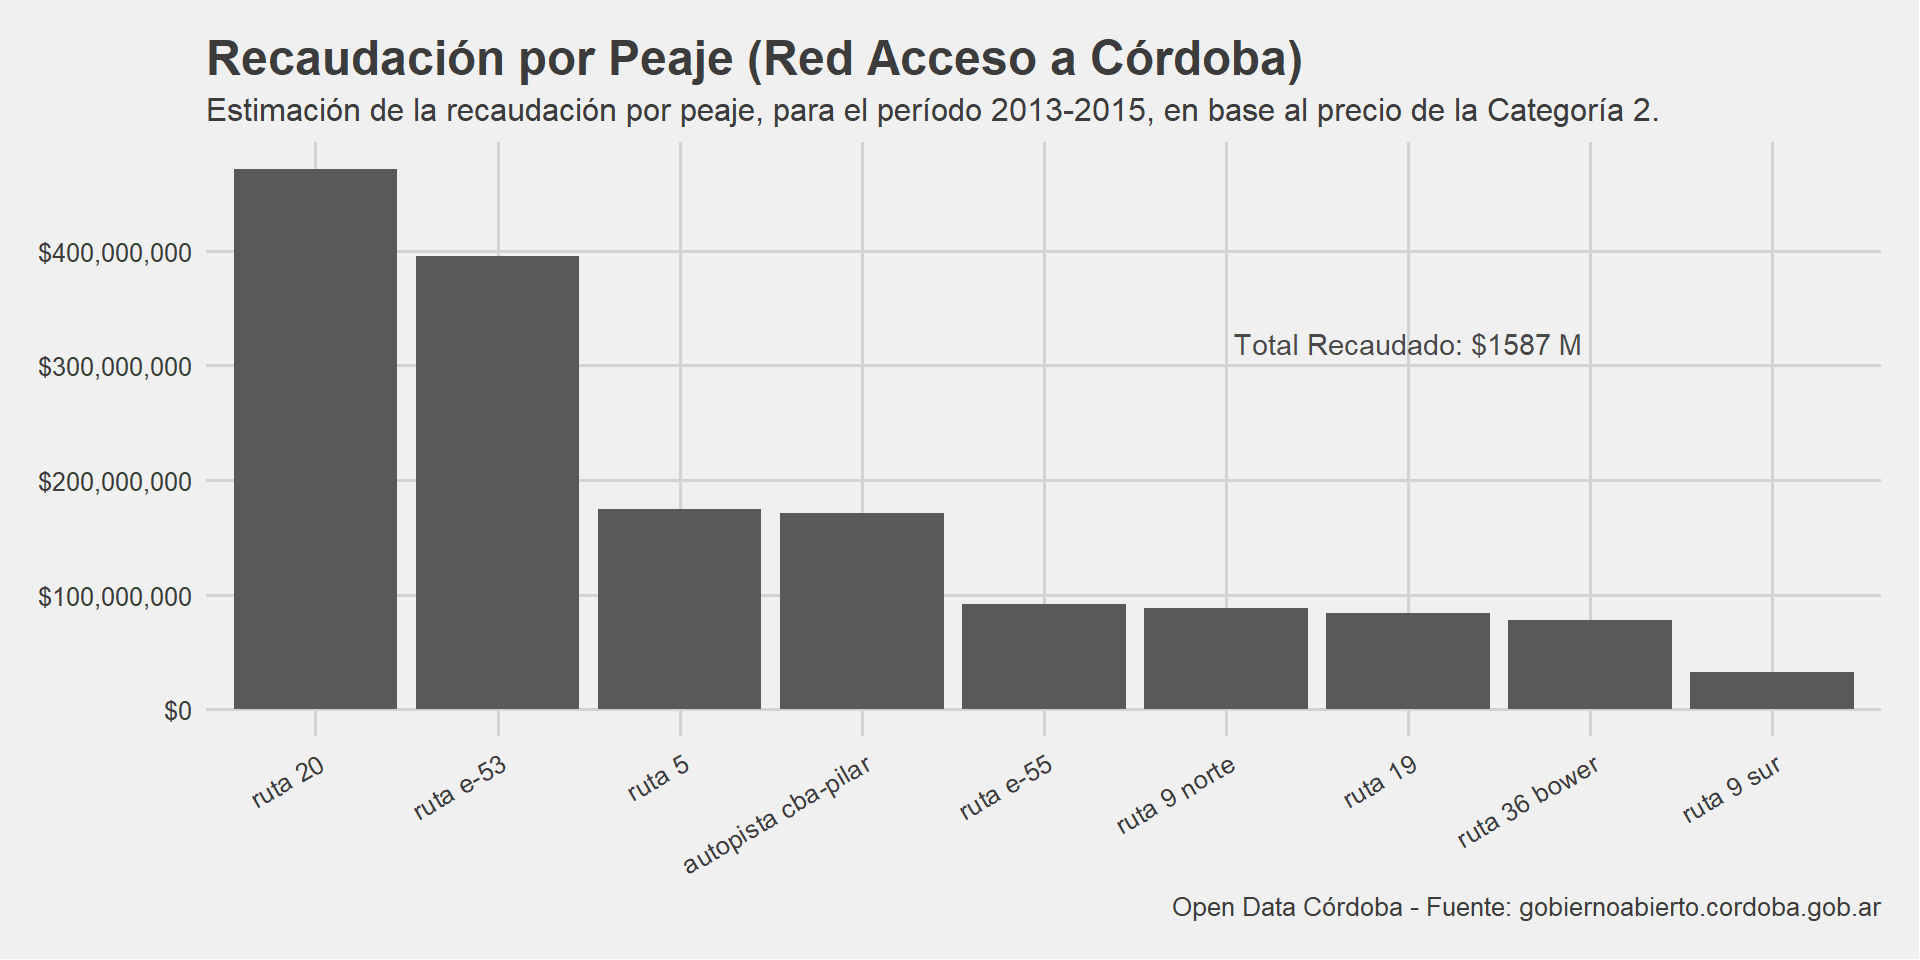 Recaudación por Peaje (Red Acceso a Córdoba)
Estimación de la recaudación por peaje, para el período 2013-2015, en base al precio de la Categoría 2.
$400,000,000
$300,000,000
$200,000,000
$100,000,000
$0
Total Recaudado: $1587 M
ruta 20
ruta e-53
ruta 5
autopista cba-pilar
ruta e-55
ruta 9 norte
ruta 19
ruta 36 bower
ruta 9 sur
Open Data Córdoba - Fuente: gobiernoabierto.cordoba.gob.ar